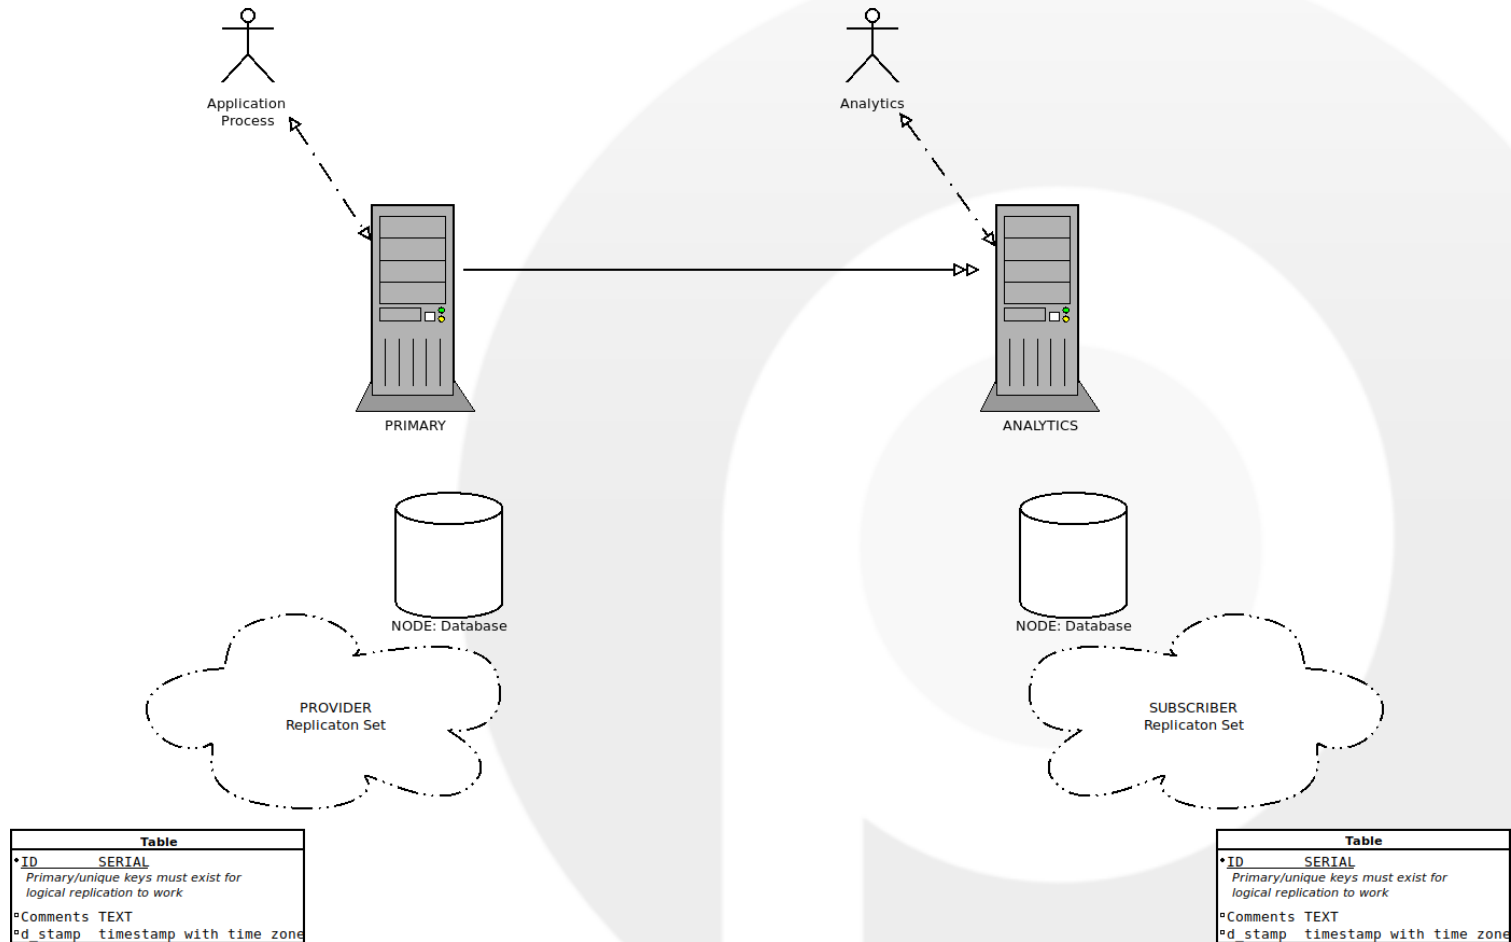 Application
Process
Analytics
PRIMARY
ANALYTICS
NODE: Database
NODE: Database
PROVIDER
Replicaton Set
SUBSCRIBER
Replicaton Set
Table
ID SERIAL
Primary/unique keys must exist for
logical replication to work
Comments TEXT
d_stamp timestamp with time zone
Table
ID SERIAL
Primary/unique keys must exist for
logical replication to work
Comments TEXT
d_stamp timestamp with time zone